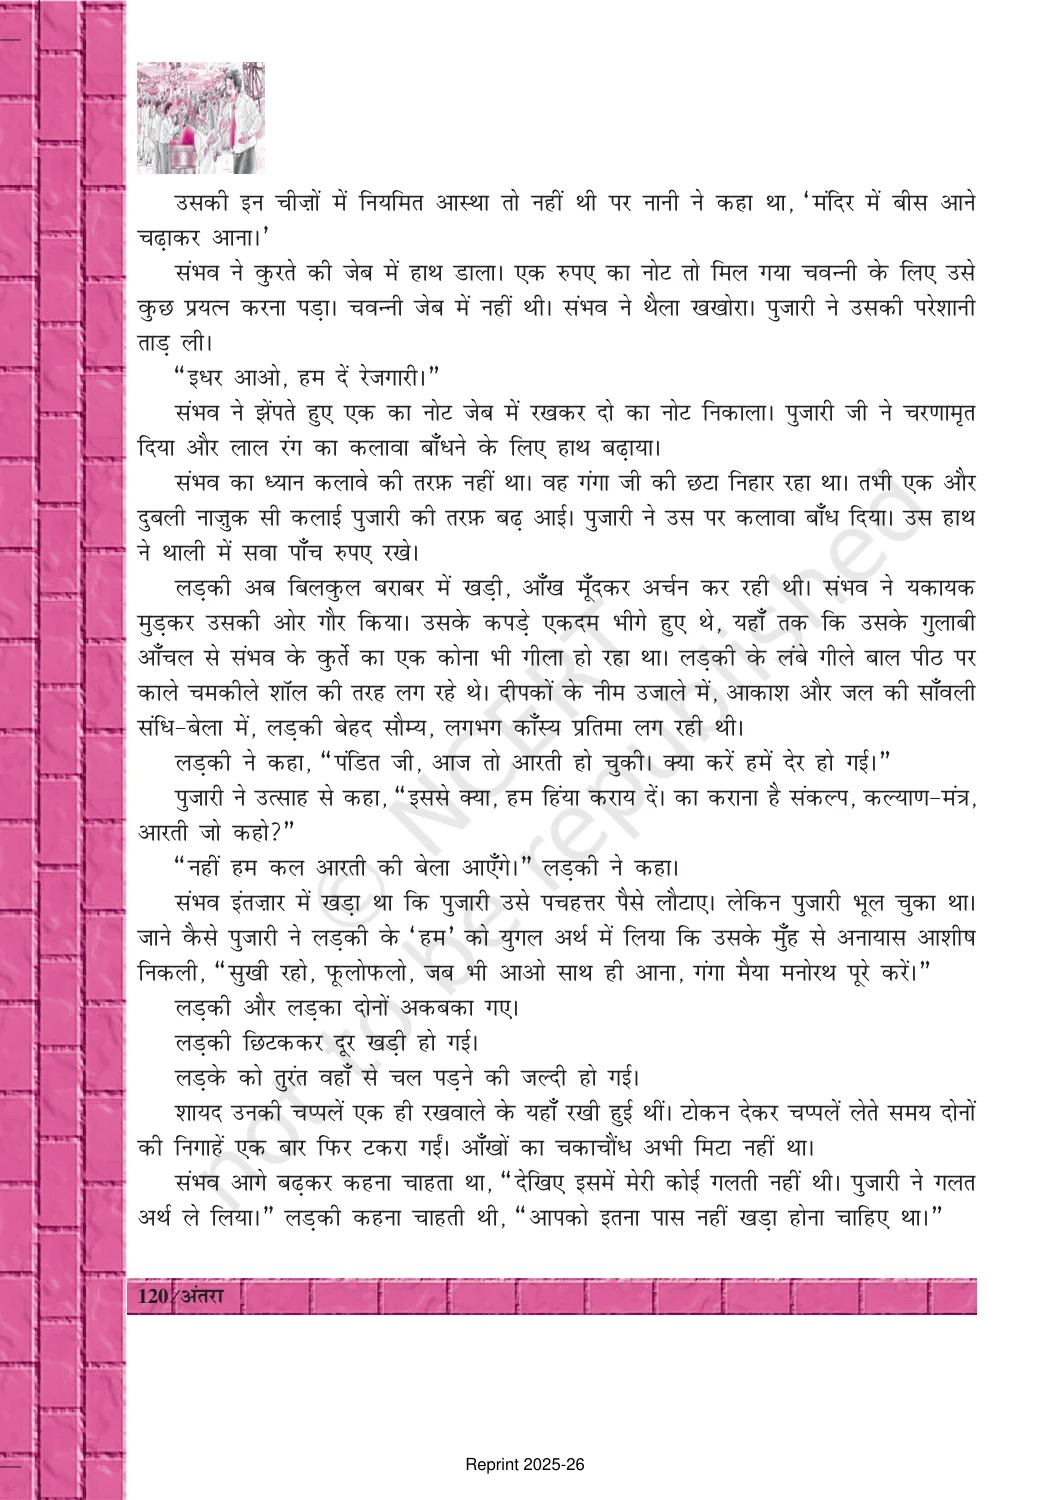 उसकी इन चीज़ों में नियमित आस्था तो नहीं थी पर नानी ने कहा था, ‘मंदिर में बीस आने
चढ़ाकर आना।’
संभव ने कुरते की जेब में हाथ डाला। एक रुपए का नोट तो मिल गया चवन्नी के लिए उसे
कुछ प्रयत्न करना पड़ा। चवन्नी जेब में नहीं थी। संभव ने थैला खखोरा। पुजारी ने उसकी परेशानी
ताड़ ली।
“इधर आओ, हम दें रेजगारी।”
संभव ने झेंपते हुए एक का नोट जेब में रखकर दो का नोट निकाला। पुजारी जी ने चरणामृत
दिया और लाल रंग का कलावा बाँधने के लिए हाथ बढ़ाया।
संभव का ध्यान कलावे की तरफ़ नहीं था। वह गंगा जी की छटा निहार रहा था। तभी एक और
दुबली नाज़ुक सी कलाई पुजारी की तरफ़ बढ़ आई। पुजारी ने उस पर कलावा बाँध दिया। उस हाथ
ने थाली में सवा पाँच रुपए रखे।
लड़की अब बिलकुल बराबर में खड़ी, आँख मूँदकर अर्चन कर रही थी। संभव ने यकायक
मुड़कर उसकी ओर गौर किया। उसके कपड़े एकदम भीगे हुए थे, यहाँ तक कि उसके गुलाबी
आँचल से संभव के कुर्ते का एक कोना भी गीला हो रहा था। लड़की के लंबे गीले बाल पीठ पर
काले चमकीले शॉल की तरह लग रहे थे। दीपकों के नीम उजाले में, आकाश और जल की साँवली
संधि-बेला में, लड़की बेहद सौम्य, लगभग काँस्य प्रतिमा लग रही थी।
लड़की ने कहा, “पंडित जी, आज तो आरती हो चुकी। क्या करें हमें देर हो गई।”
पुजारी ने उत्साह से कहा, “इससे क्या, हम हिंया कराय दें। का कराना है संकल्प, कल्याण-मंत्र,
आरती जो कहो?”
“नहीं हम कल आरती की बेला आएँगे।” लड़की ने कहा।
संभव इंतज़ार में खड़ा था कि पुजारी उसे पचहत्तर पैसे लौटाए। लेकिन पुजारी भूल चुका था।
जाने कैसे पुजारी ने लड़की के ‘हम’ को युगल अर्थ में लिया कि उसके मुँह से अनायास आशीष
निकली, “सुखी रहो, फूलोफलो, जब भी आओ साथ ही आना, गंगा मैया मनोरथ पूरे करें।”
लड़की और लड़का दोनों अकबका गए।
लड़की छिटककर दूर खड़ी हो गई।
लड़के को तुरंत वहाँ से चल पड़ने की जल्दी हो गई।
शायद उनकी चप्पलें एक ही रखवाले के यहाँ रखी हुई थीं। टोकन देकर चप्पलें लेते समय दोनों
की निगाहें एक बार फिर टकरा गईं। आँखों का चकाचौंध अभी मिटा नहीं था।
संभव आगे बढ़कर कहना चाहता था, “देखिए इसमें मेरी कोई गलती नहीं थी। पुजारी ने गलत
अर्थ ले लिया।” लड़की कहना चाहती थी, “आपको इतना पास नहीं खड़ा होना चाहिए था।”
© NCERT
not to be republished
120/अंतरा
Reprint 2025-26